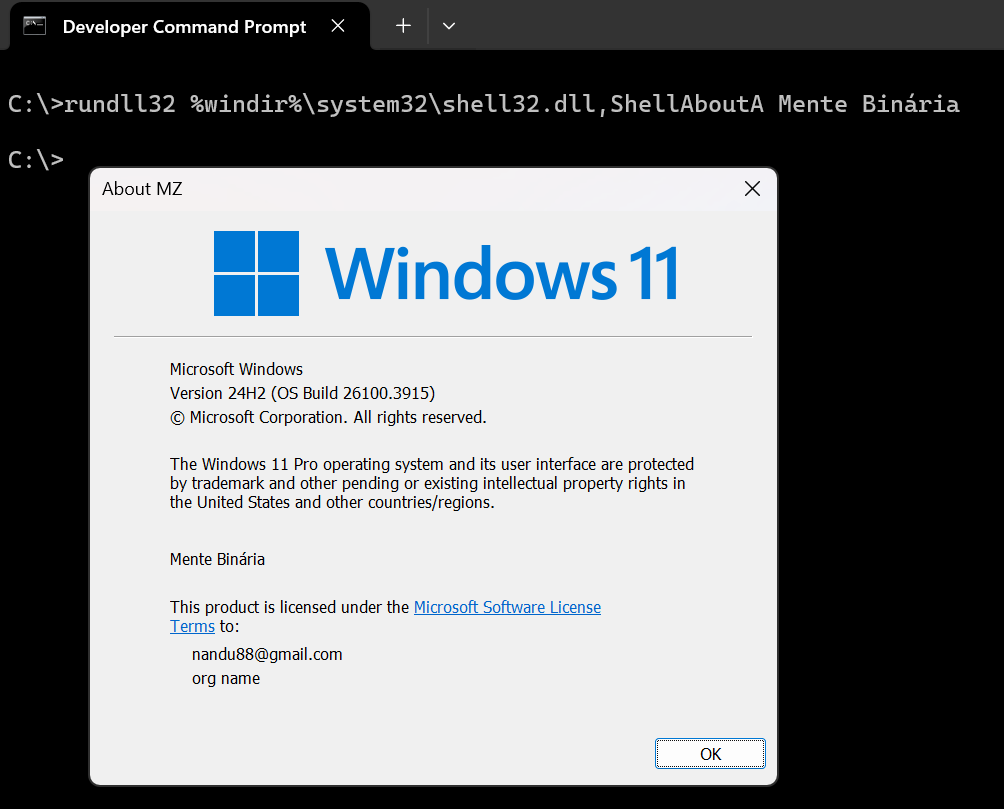 Developer Command Prompt
C:\>rundll32 %windir%\system32\shell32.dll,ShellAboutA Mente Binária
C:\>
About MZ
Windows 11
Microsoft Windows
Version 24H2 (OS Build 26100.3915)
© Microsoft Corporation. All rights reserved.
The Windows 11 Pro operating system and its user interface are protected
by trademark and other pending or existing intellectual property rights in
the United States and other countries/regions.
Mente Binária
This product is licensed under the Microsoft Software License
Terms to:
nandu88@gmail.com
org name
OK